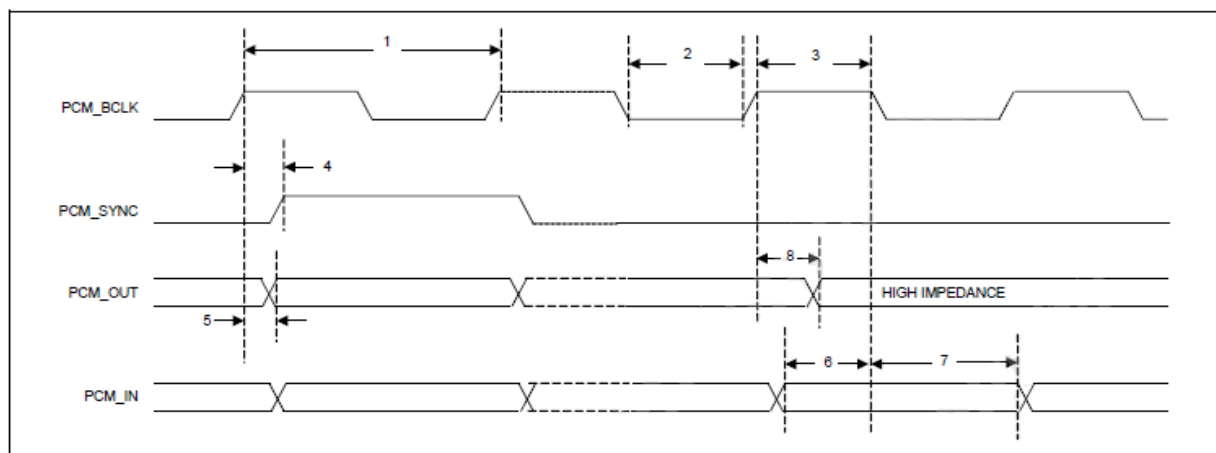 1
2
3
PCM_BCLK
4
PCM_SYNC
8
PCM_OUT
HIGH IMPEDANCE
5
6
7
PCM_IN